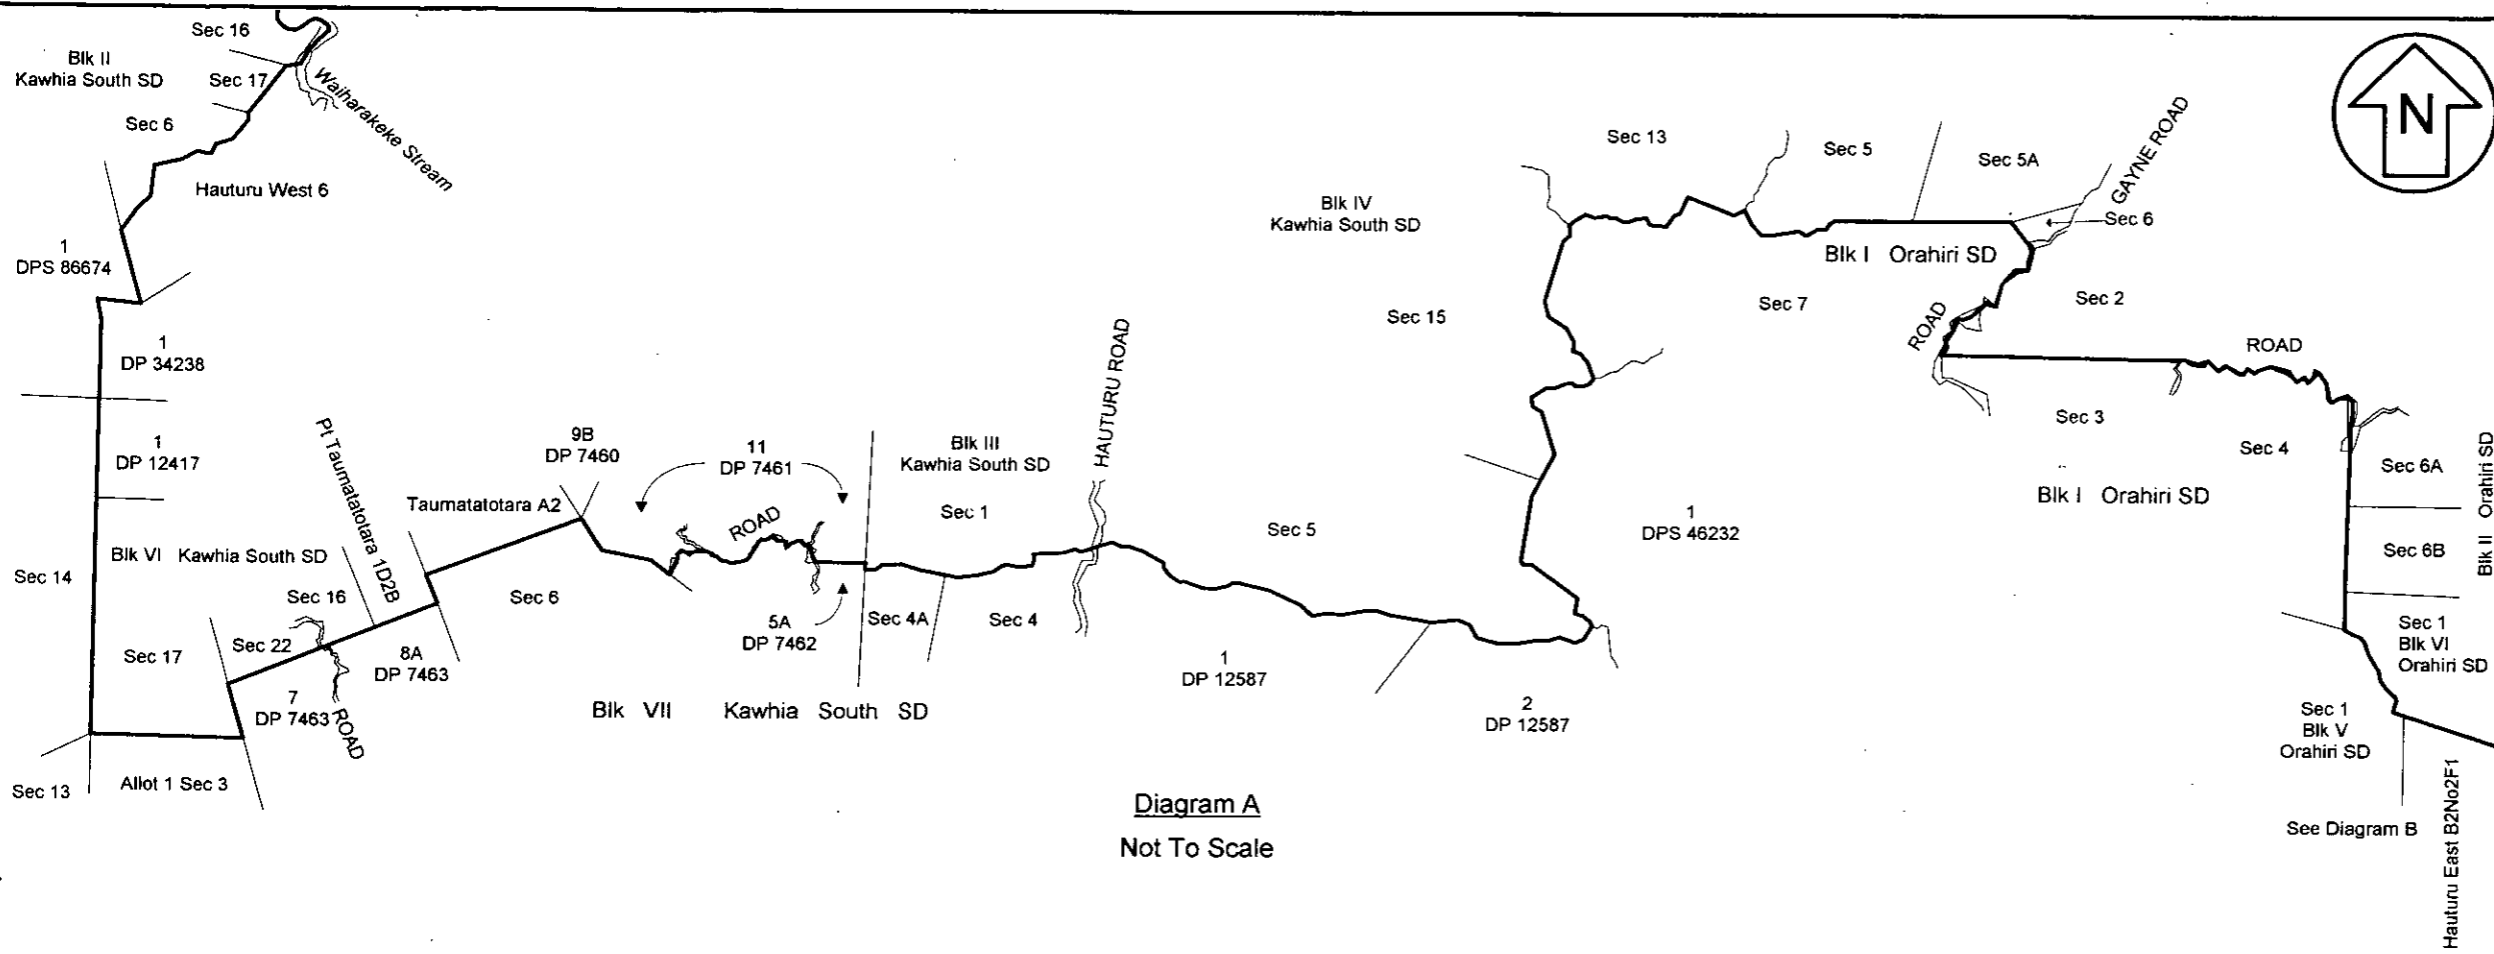 Sec 16
Blk II
Kawhia South SD
Sec 17
Waiharakeke Stream
Sec 6
Hauturu West 6
1
DPS 86674
1
DP 34238
1
DP 12417
Blk VI Kawhia South SD
Sec 14
Sec 17
Sec 13
Allot 1 Sec 3
Sec 22
Sec 16
Pt Taumatatotara 1D2B
7
DP 7463
ROAD
8A
DP 7463
Taumatatotara A2
9B
DP 7460
Sec 6
11
DP 7461
ROAD
5A
DP 7462
Blk VII Kawhia South SD
Blk III
Kawhia South SD
Sec 1
Sec 4A
Sec 4
HAUTURU ROAD
Sec 5
1
DP 12587
2
DP 12587
Blk IV
Kawhia South SD
Sec 15
Sec 13
Sec 5
Sec 5A
GAYNE ROAD
Sec 6
Blk I Orahiri SD
Sec 7
1
DPS 46232
ROAD
Sec 2
ROAD
Sec 3
Sec 4
Blk I Orahiri SD
Sec 6A
Sec 6B
Blk II Orahiri SD
Sec 1
Blk VI
Orahiri SD
Sec 1
Blk V
Orahiri SD
See Diagram B
Hauturu East B2No2F1
N
Diagram A
Not To Scale